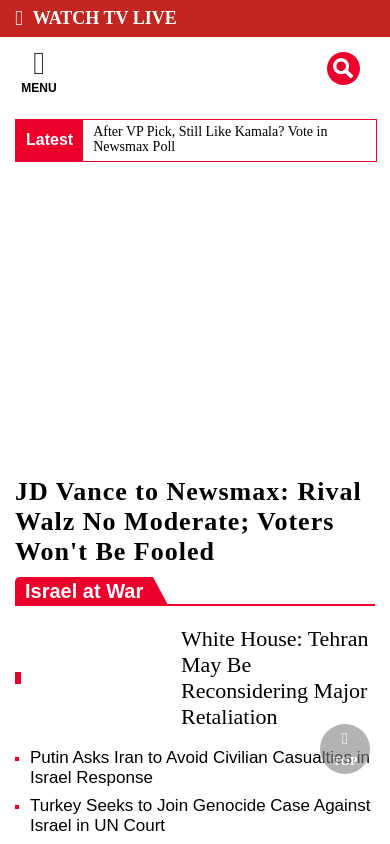 WATCH TV LIVE
MENU
Latest
After VP Pick, Still Like Kamala? Vote in
Newsmax Poll
JD Vance to Newsmax: Rival
Walz No Moderate; Voters
Won't Be Fooled
Israel at War
White House: Tehran
May Be
Reconsidering Major
Retaliation
Putin Asks Iran to Avoid Civilian Casualties in
Israel Response
TOP
Turkey Seeks to Join Genocide Case Against
Israel in UN Court